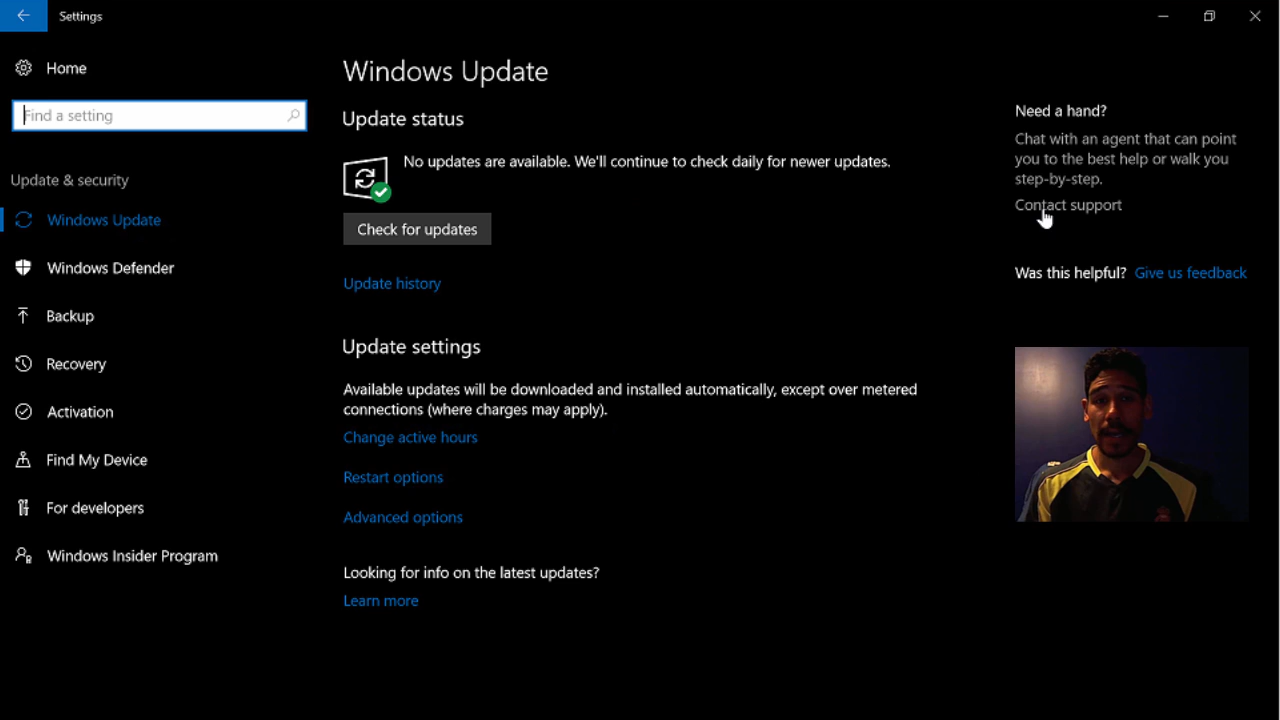 Settings
Home
Find a setting
Update & security
Windows Update
Windows Defender
Backup
Recovery
Activation
Find My Device
For developers
Windows Insider Program
Windows Update
Update status
No updates are available. We'll continue to check daily for newer updates.
Check for updates
Update history
Update settings
Available updates will be downloaded and installed automatically, except over metered
connections (where charges may apply).
Change active hours
Restart options
Advanced options
Looking for info on the latest updates?
Learn more
Need a hand?
Chat with an agent that can point
you to the best help or walk you
step-by-step.
Contact support
Was this helpful? Give us feedback